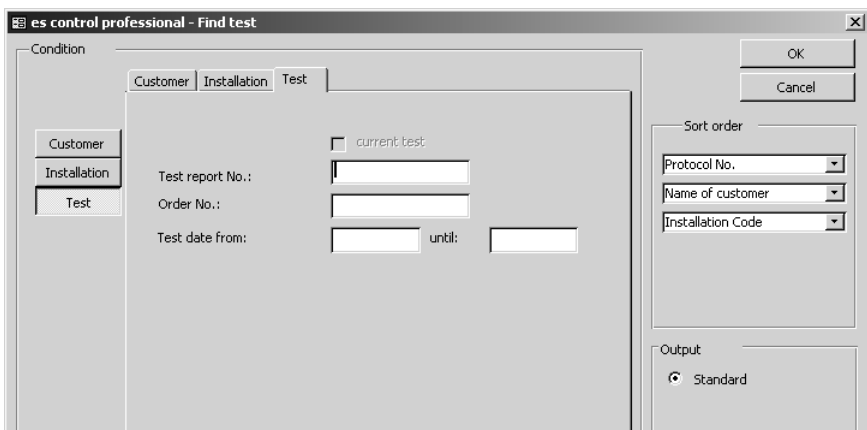 es control professional - Find test
Condition
Customer Installation Test
Customer
Installation
Test
current test
Test report No.:
Order No.:
Test date from: until:
OK
Cancel
Sort order
Protocol No.
Name of customer
Installation Code
Output
Standard